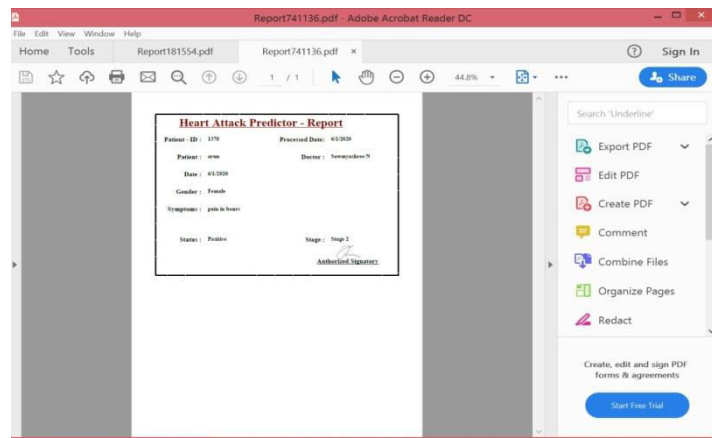 Report741136.pdf - Adobe Acrobat Reader DC
File Edit View Window Help
Home Tools Report181554.pdf Report741136.pdf × Sign In
1 / 1 44.8% Share
Search 'Underline'
Export PDF
Edit PDF
Create PDF
Comment
Combine Files
Organize Pages
Redact
Create, edit and sign PDF
forms & agreements
Start Free Trial
Heart Attack Predictor - Report
Patient - ID : 1370 Processed Date: 6/1/2020
Patient : Doctor : Sowmyashree N
Date : 6/1/2020
Gender : Female
Symptoms : pain in
Status : Positive Stage : Stage 2
Authorized Signatory